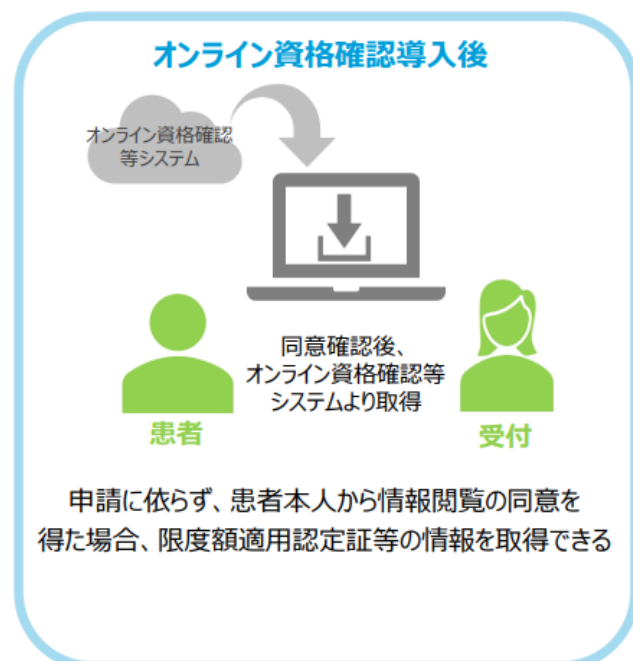 オンライン資格確認導入後
オンライン資格確認
等システム
同意確認後、
オンライン資格確認等
システムより取得
患者
受付
申請に依らず、患者本人から情報閲覧の同意を
得た場合、限度額適用認定証等の情報を取得できる